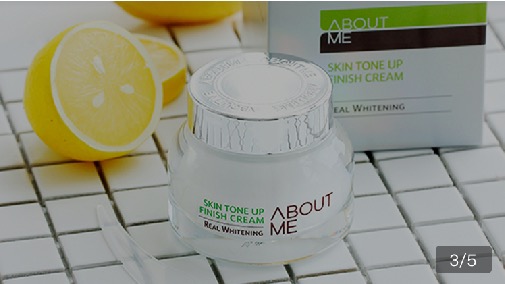 ABOUT
ME
SKIN TONE UP
FINISH CREAM
REAL WHITENING
SKIN TONE UP
FINISH CREAM
REAL WHITENING
ABOUT
ME
3/5